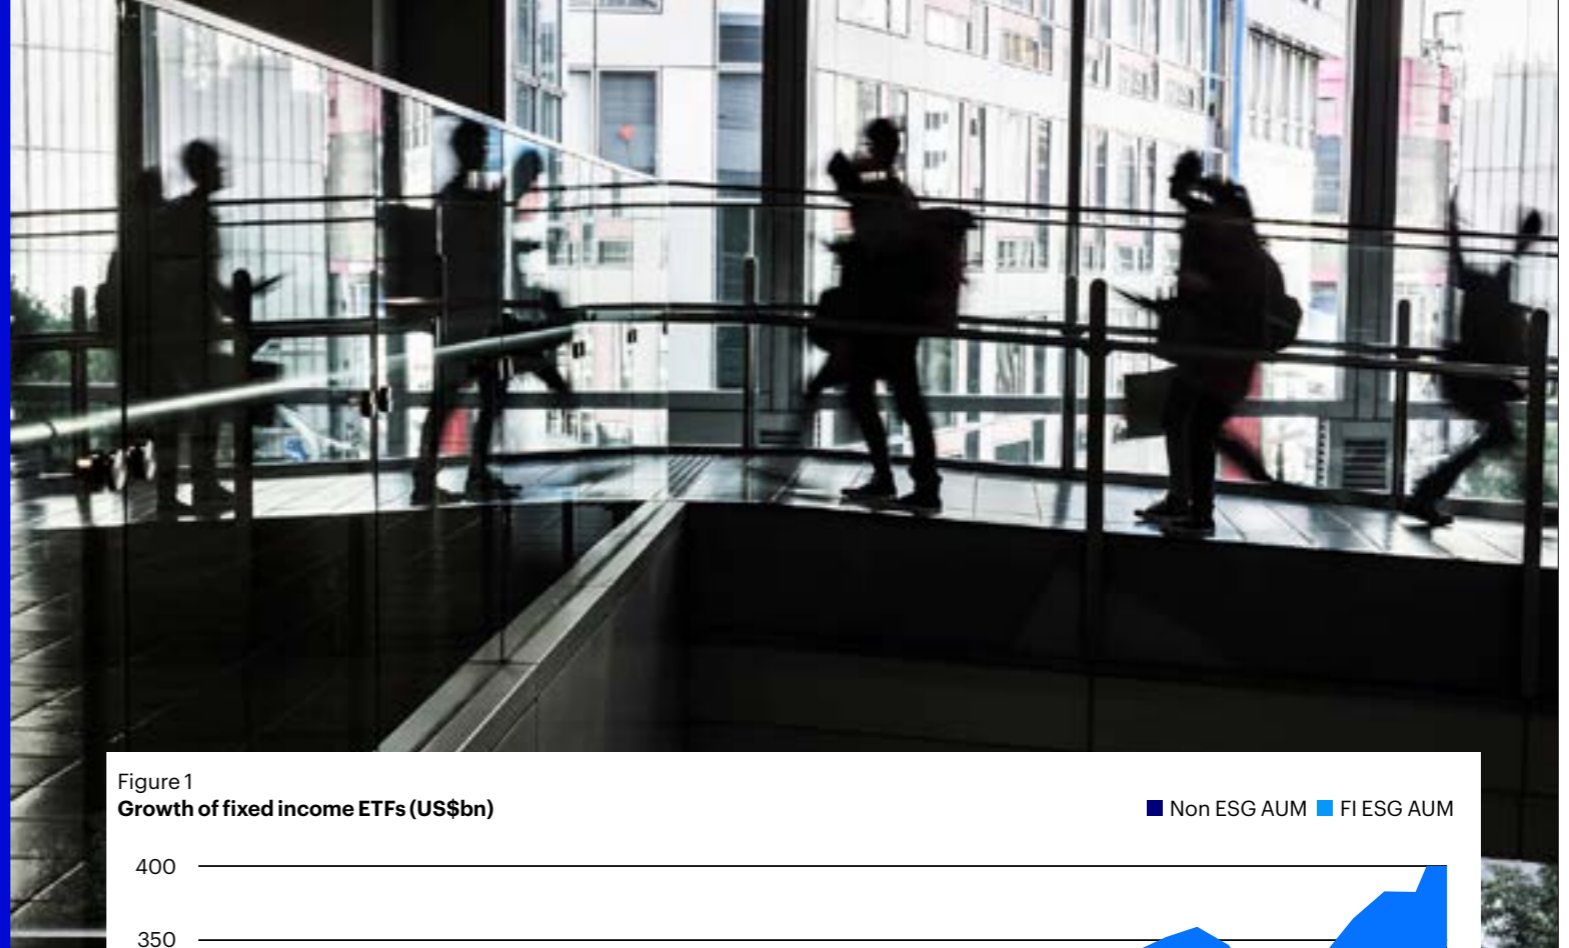 Figure 1
Growth of fixed income ETFs (US$bn)
Non ESG AUM FI ESG AUM
400
350